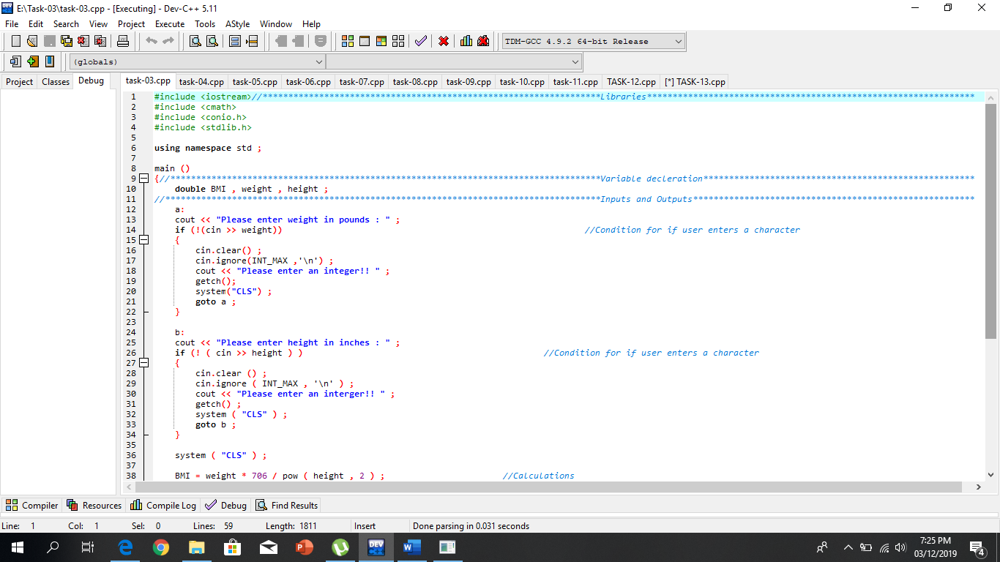 E:\Task-03\task-03.cpp - [Executing] - Dev-C++ 5.11
File Edit Search View Project Execute Tools AStyle Window Help
TDM-GCC 4.9.2 64-bit Release
(globals)
Project Classes Debug
task-03.cpp task-04.cpp task-05.cpp task-06.cpp task-07.cpp task-08.cpp task-09.cpp task-10.cpp task-11.cpp TASK-12.cpp [*] TASK-13.cpp
1 #include <iostream>//******************************************************************Libraries****************************************************************
2 #include <cmath>
3 #include <conio.h>
4 #include <stdlib.h>
5
6 using namespace std ;
7
8 main ()
9 {//************************************************************************************Variable decleration*****************************************************
10 double BMI , weight , height ;
11 //*************************************************************************************Inputs and Outputs*******************************************************
12 a:
13 cout << "Please enter weight in pounds : " ;
14 if (!(cin >> weight)) //Condition for if user enters a character
15 {
16 cin.clear() ;
17 cin.ignore(INT_MAX ,'\n') ;
18 cout << "Please enter an integer!! " ;
19 getch();
20 system("CLS") ;
21 goto a ;
22 }
23
24 b:
25 cout << "Please enter height in inches : " ;
26 if (! ( cin >> height ) ) //Condition for if user enters a character
27 {
28 cin.clear () ;
29 cin.ignore ( INT_MAX , '\n' ) ;
30 cout << "Please enter an interger!! " ;
31 getch() ;
32 system ( "CLS" ) ;
33 goto b ;
34 }
35
36 system ( "CLS" ) ;
37
38 BMI = weight * 706 / pow ( height , 2 ) ; //Calculations
Compiler Resources Compile Log Debug Find Results
Line: 1 Col: 1 Sel: 0 Lines: 59 Length: 1811 Insert Done parsing in 0.031 seconds
7:25 PM
03/12/2019
4